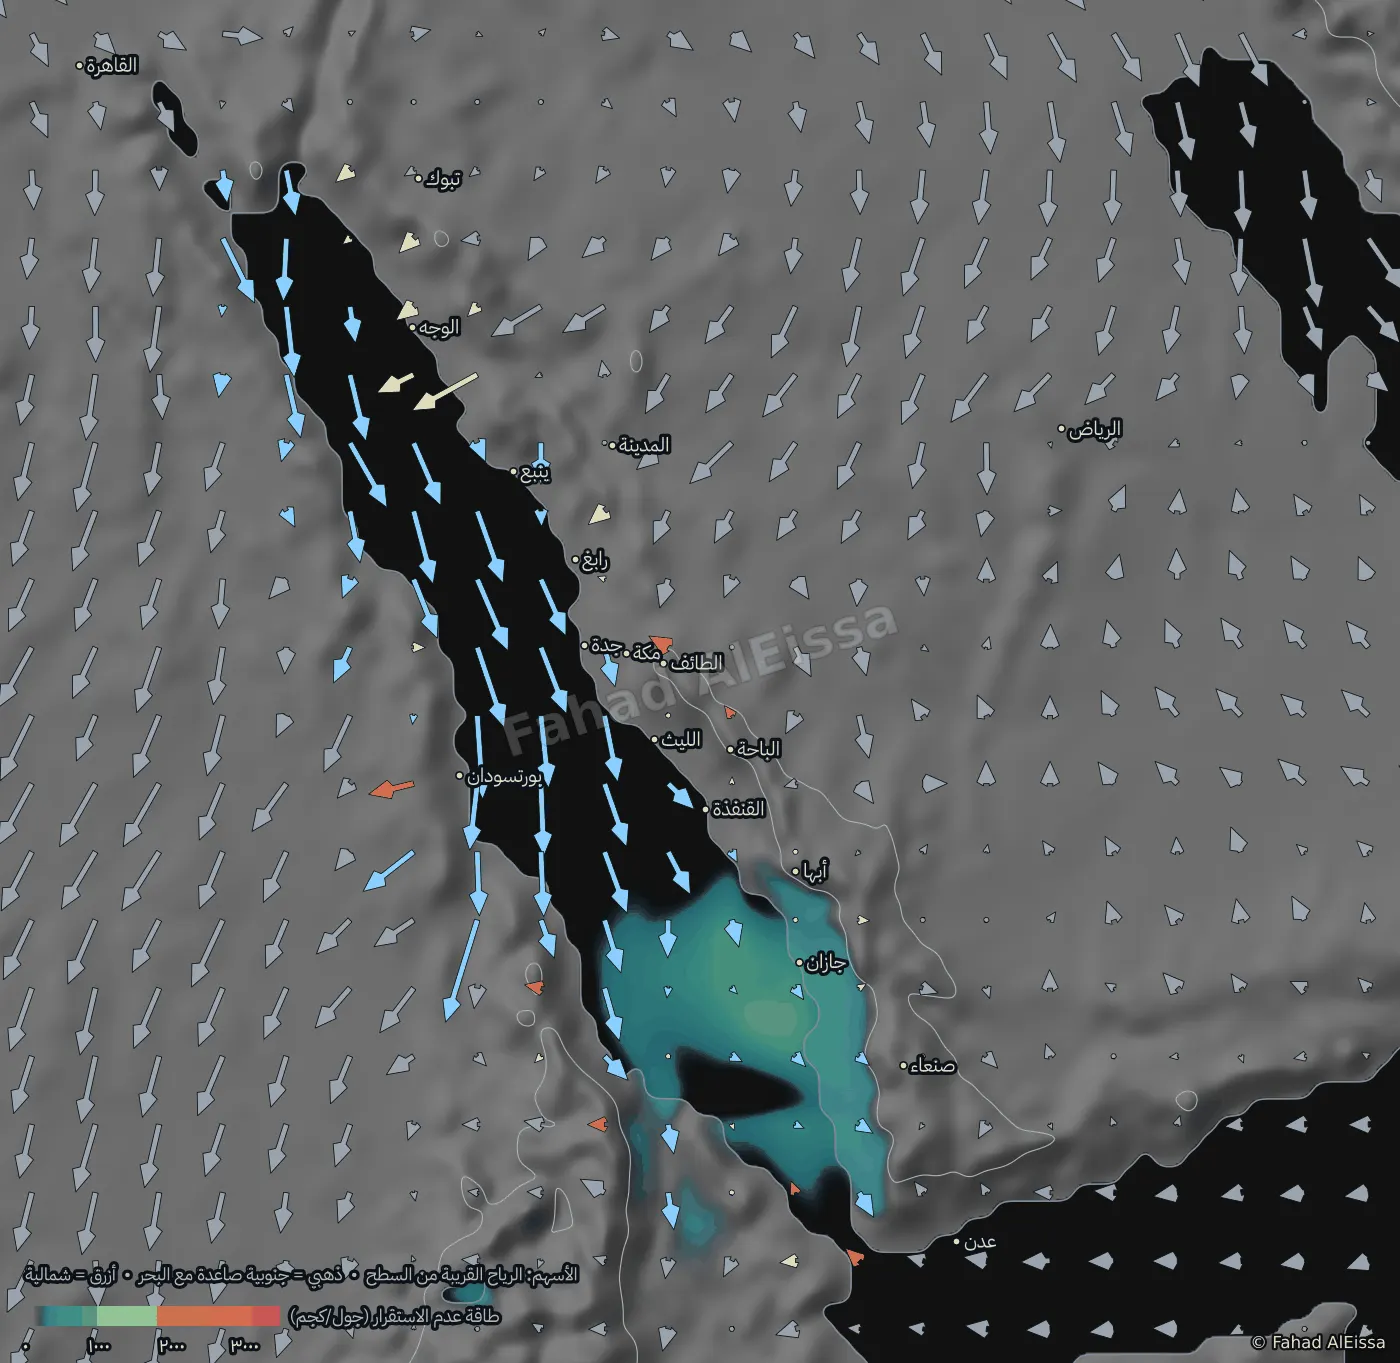 القاهرة
تبوك
الوجه
الرياض
المدينة
ينبع
رابغ
جدة
مكة
الطائف
Fahad AlEissa
الليث
الباحة
بورتسودان
القنفذة
أبها
جازان
صنعاء
عدن
الأسهم: الرياح القريبة من السطح • ذهبي = جنوبية صاعدة مع البحر • أزرق = شمالية
طاقة عدم الاستقرار (جول/كجم)
٠ ١٠٠٠ ٢٠٠٠ ٣٠٠٠
© Fahad AlEissa